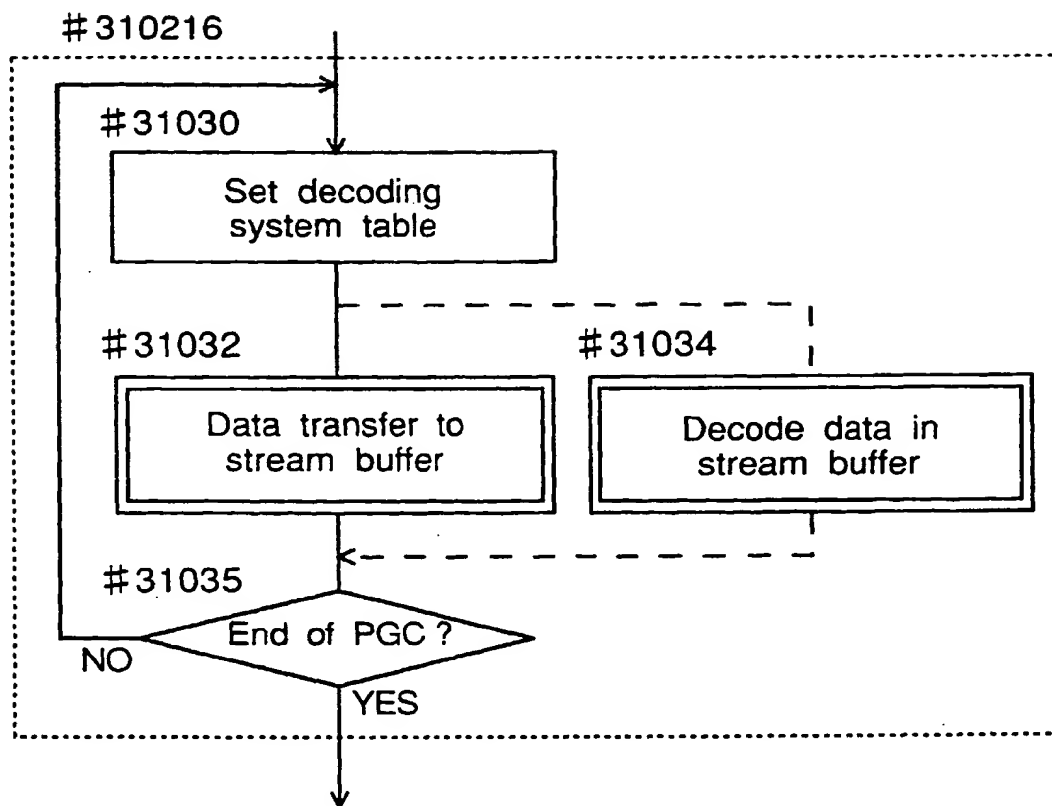 #310216
#31030
Set decoding
system table
#31032
#31034
Data transfer to
stream buffer
Decode data in
stream buffer
#31035
End of PGC?
NO
YES